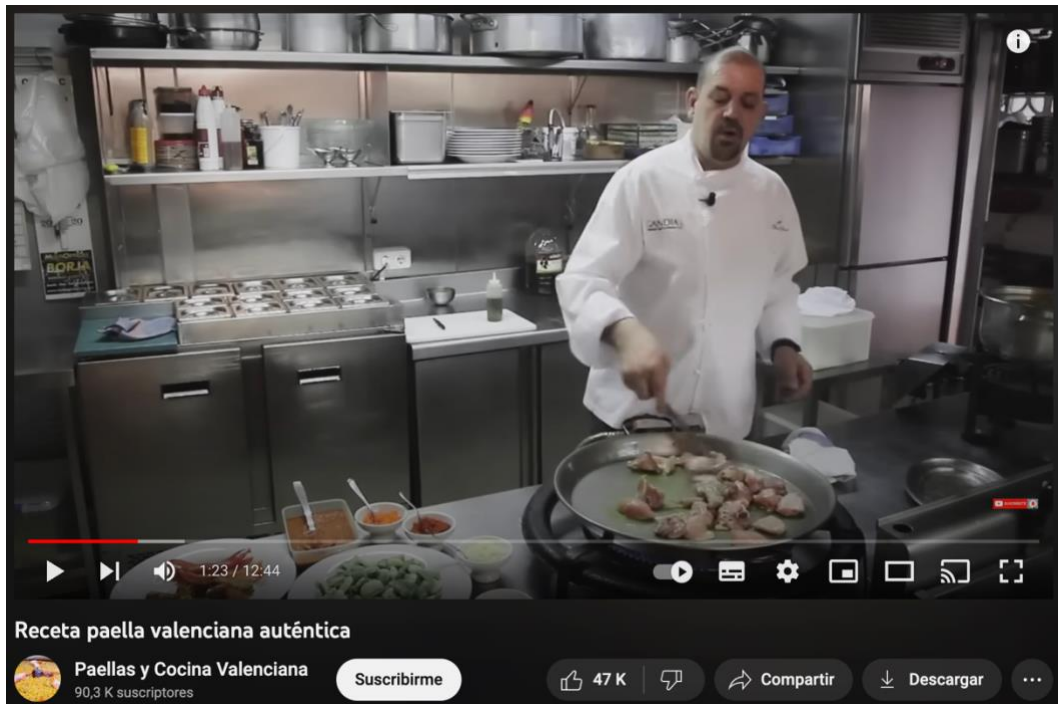 BORJA
1:23 / 12:44
Receta paella valenciana auténtica
Paellas y Cocina Valenciana
90,3 K suscriptores
Suscribirme
47 K
Compartir
Descargar